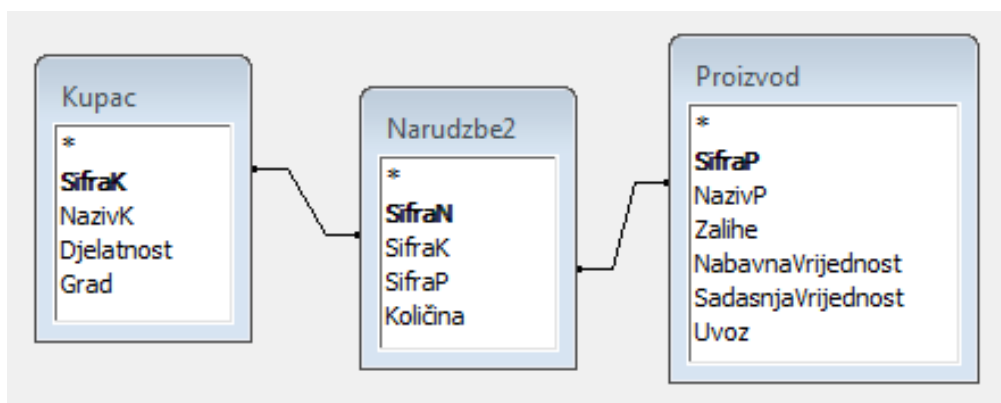 Kupac
*
SifraK
NazivK
Djelatnost
Grad
Narudzbe2
*
SifraN
SifraK
SifraP
Količina
Proizvod
*
SifraP
NazivP
Zalihe
NabavnaVrijednost
SadasnjaVrijednost
Uvoz